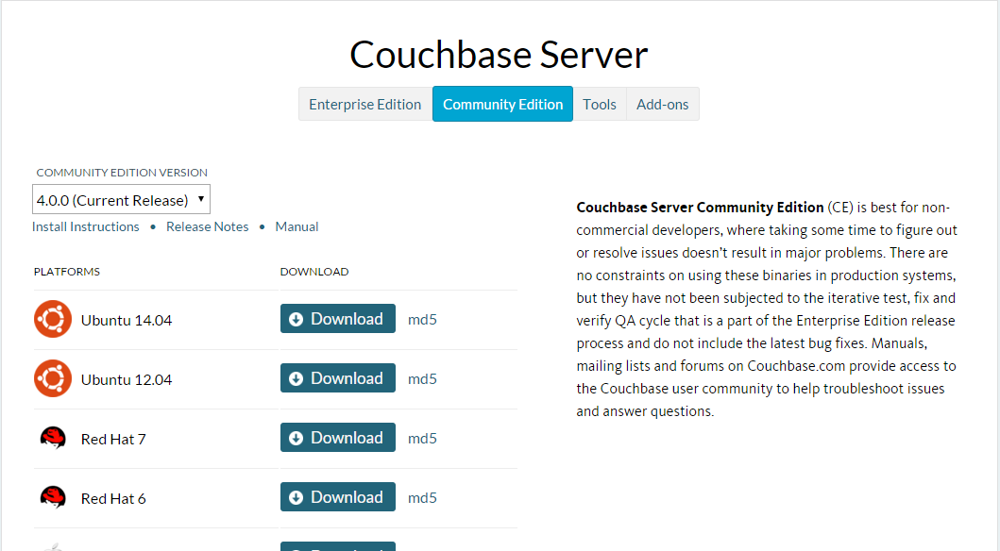 Couchbase Server
Enterprise Edition Community Edition Tools Add-ons
COMMUNITY EDITION VERSION
4.0.0 (Current Release)
Install Instructions • Release Notes • Manual
PLATFORMS DOWNLOAD
Ubuntu 14.04 Download md5
Ubuntu 12.04 Download md5
Red Hat 7 Download md5
Red Hat 6 Download md5
Couchbase Server Community Edition (CE) is best for non-
commercial developers, where taking some time to figure out
or resolve issues doesn't result in major problems. There are
no constraints on using these binaries in production systems,
but they have not been subjected to the iterative test, fix and
verify QA cycle that is a part of the Enterprise Edition release
process and do not include the latest bug fixes. Manuals,
mailing lists and forums on Couchbase.com provide access to
the Couchbase user community to help troubleshoot issues
and answer questions.